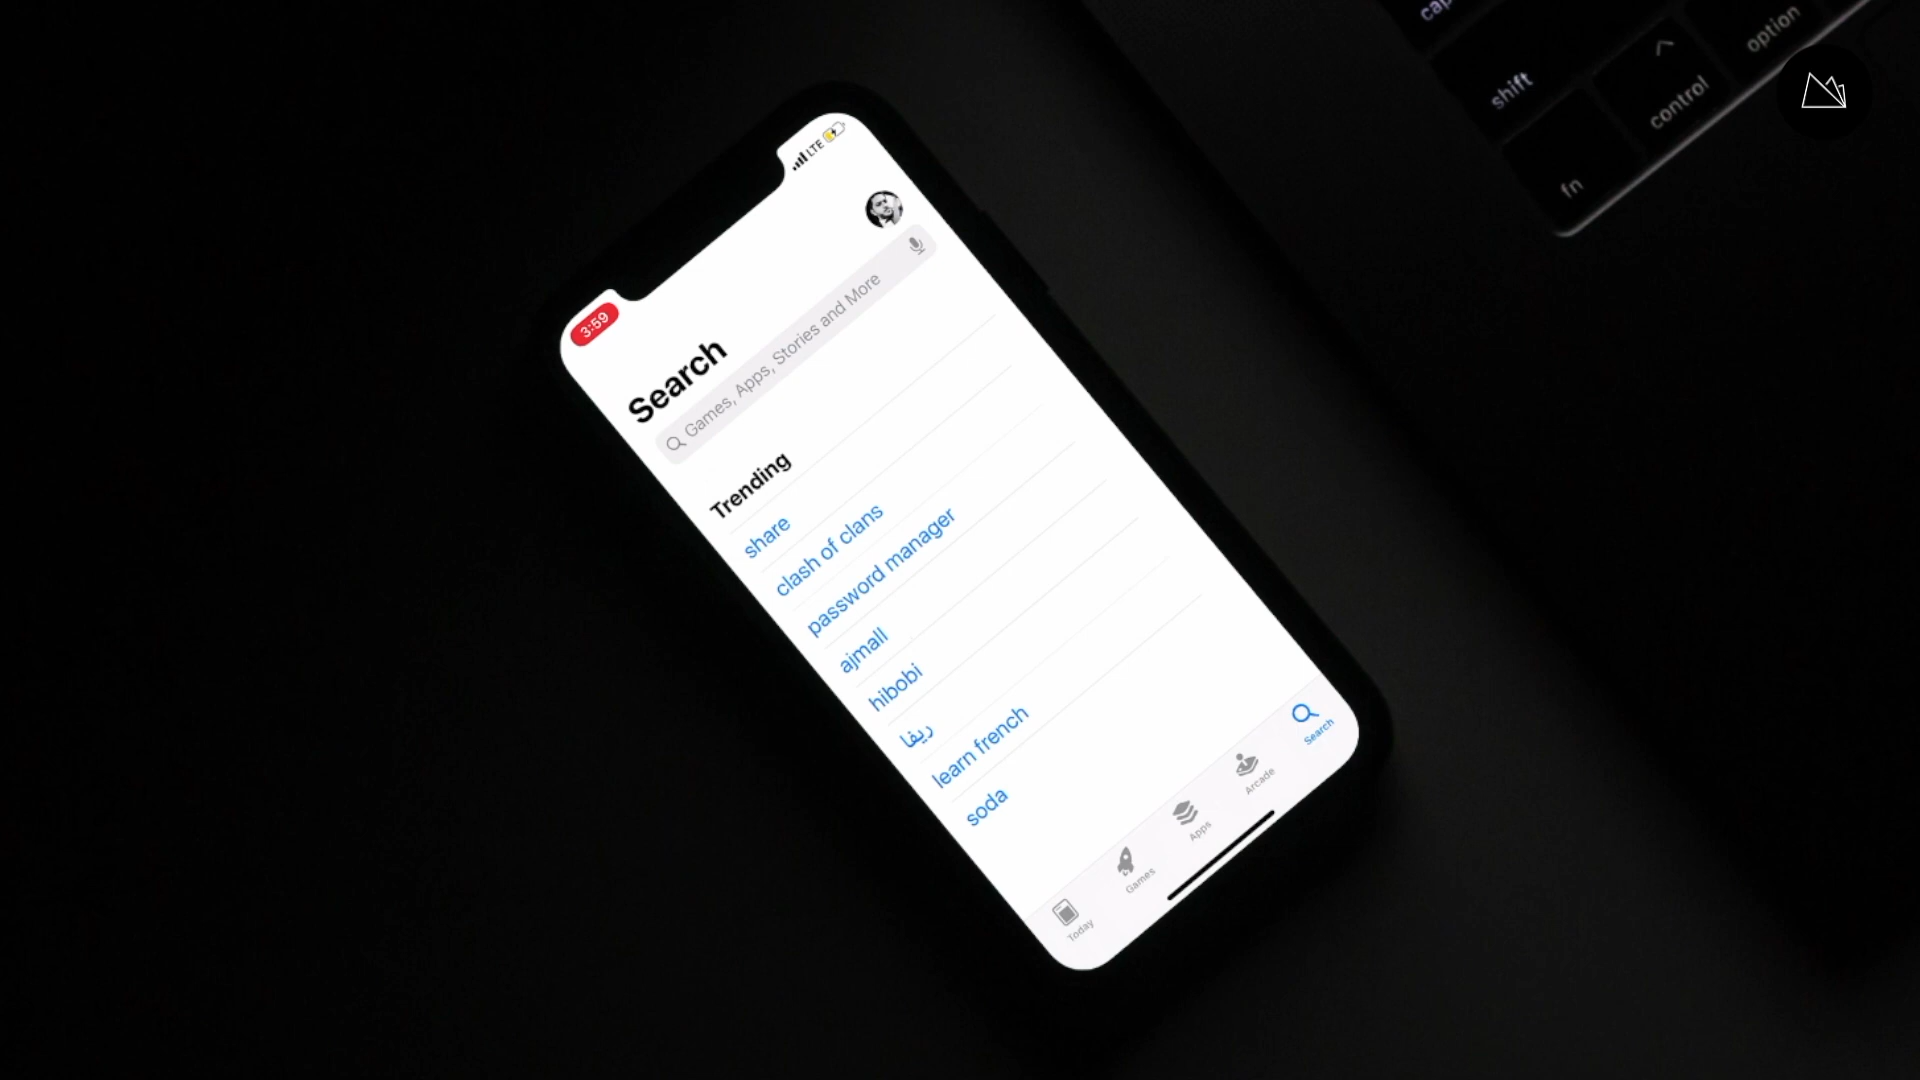 3:59
LTE
Search
Games, Apps, Stories and More
Trending
share
clash of clans
password manager
ajmall
hibobi
ريفا
learn french
soda
Today
Games
Apps
Arcade
Search
shift
control
option
fn